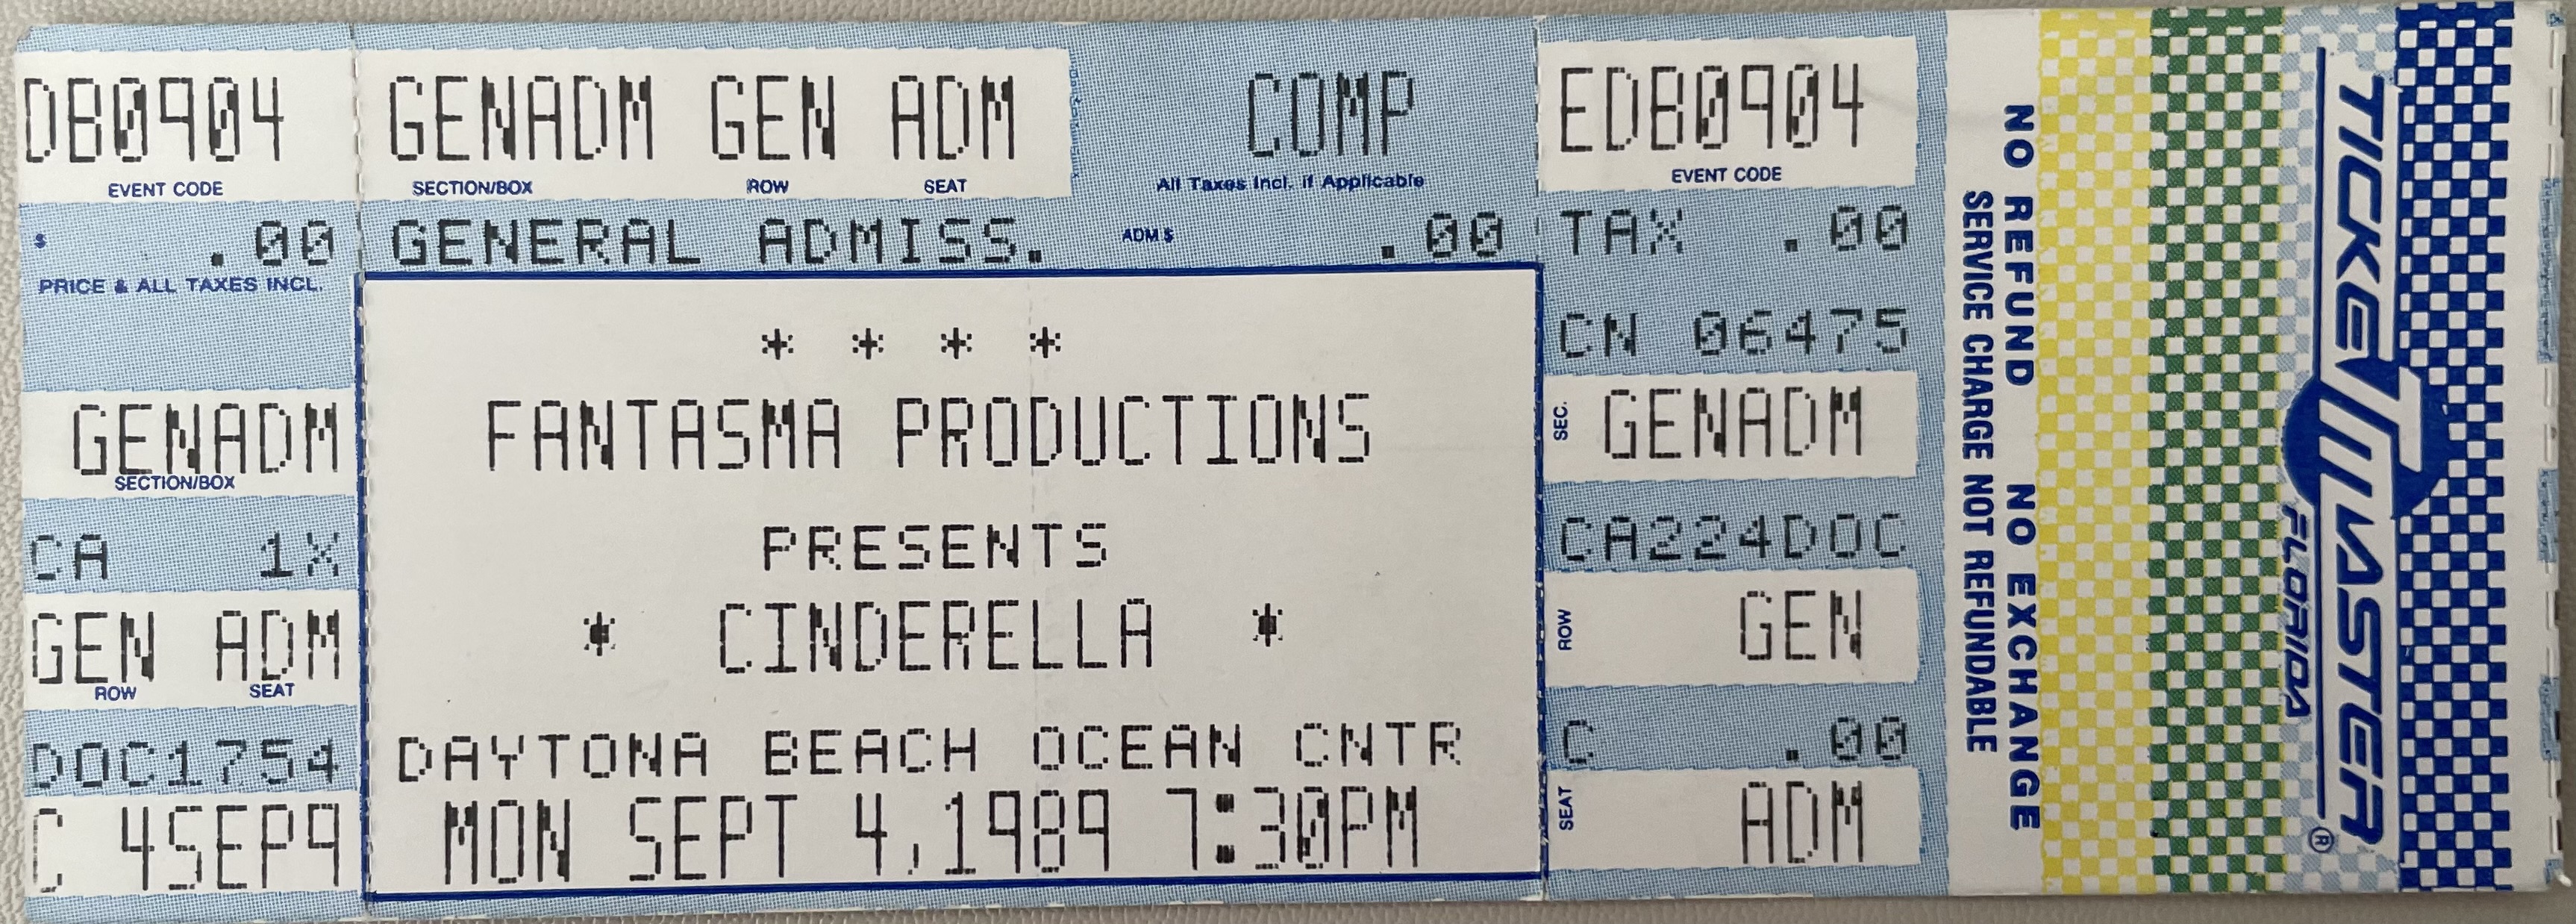 DB0904
EVENT CODE
$ .00
PRICE & ALL TAXES INCL.
GENADM
SECTION/BOX
CA 1X
GEN ADM
ROW SEAT
DOC1754
C 4SEP9
GENADM GEN ADM COMP
SECTION/BOX ROW SEAT All Taxes Incl. if Applicable
GENERAL ADMISS. ADM $ .00
* * * *
FANTASMA PRODUCTIONS
PRESENTS
* CINDERELLA *
DAYTONA BEACH OCEAN CNTR
MON SEPT 4,1989 7:30PM
EDB0904
EVENT CODE
TAX .00
CN 06475
SEC. GENADM
CA224DOC
ROW GEN
C .00
SEAT ADM
NO REFUND NO EXCHANGE
SERVICE CHARGE NOT REFUNDABLE
TICKETMASTER®
FLORIDA